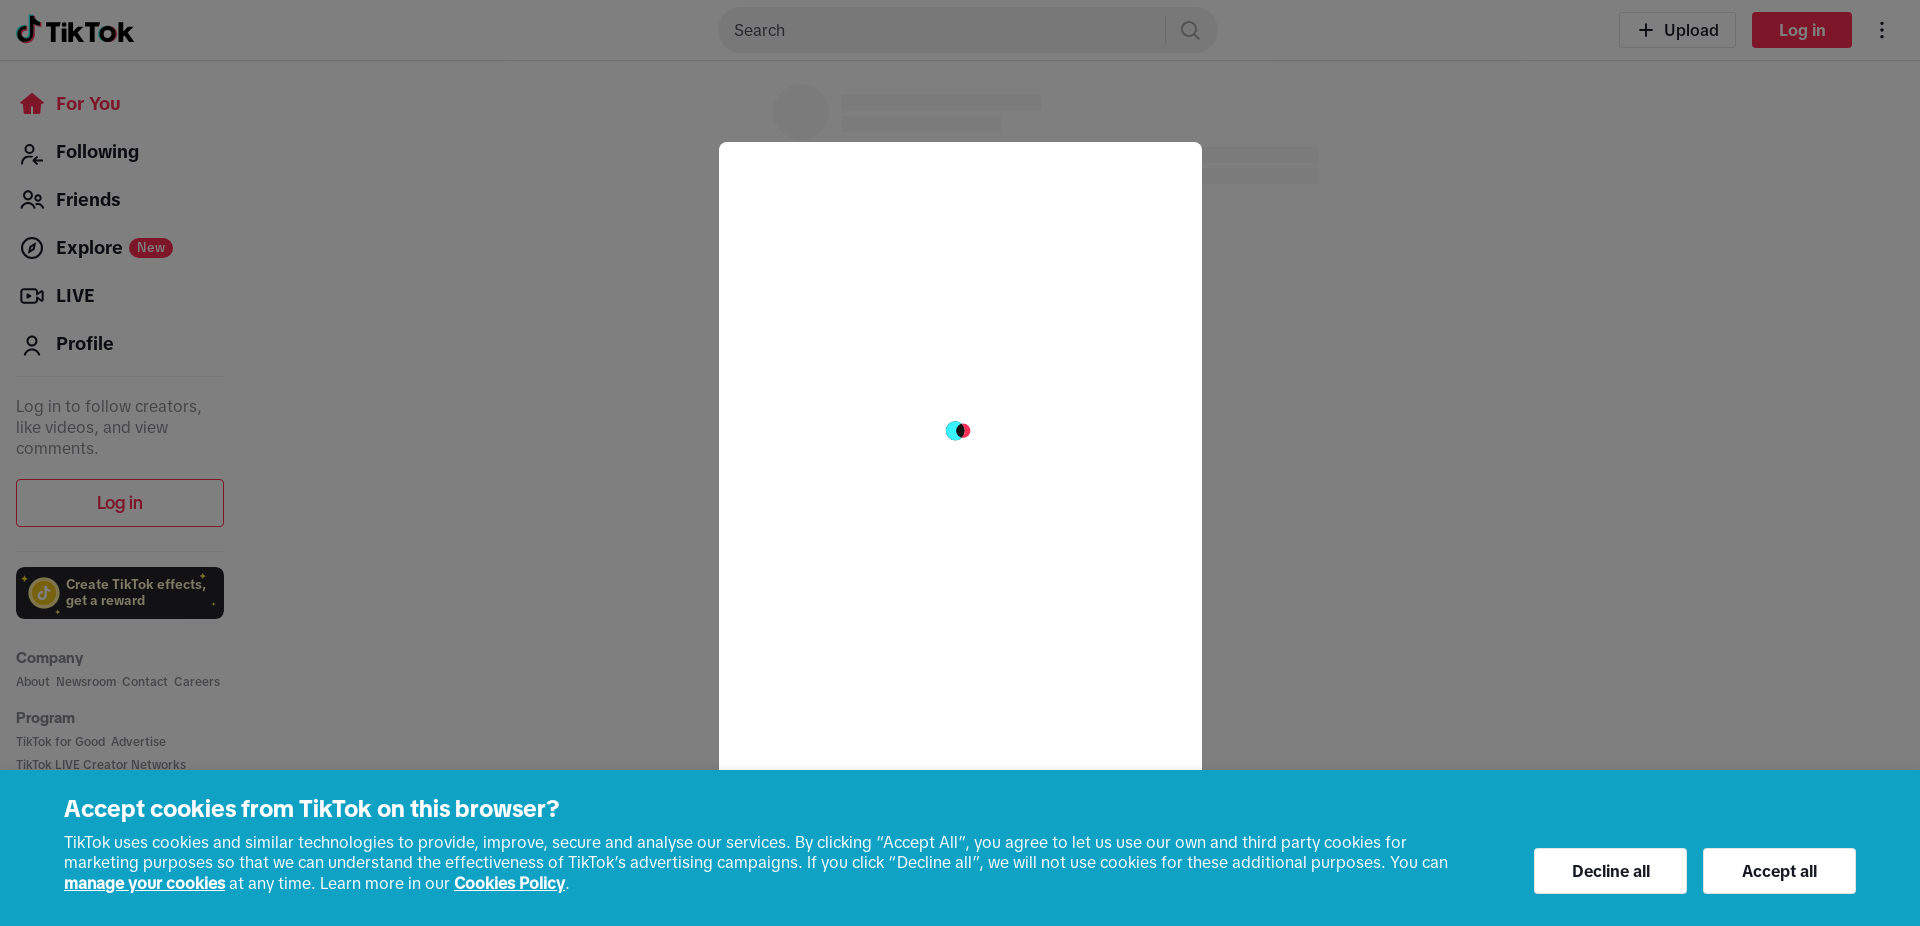 TikTok
Search
Upload
Log in
For You
Following
Friends
Explore New
LIVE
Profile
Log in to follow creators,
like videos, and view
comments.
Log in
Create TikTok effects,
get a reward
Company
About Newsroom Contact Careers
Program
TikTok for Good Advertise
TikTok LIVE Creator Networks
Accept cookies from TikTok on this browser?
TikTok uses cookies and similar technologies to provide, improve, secure and analyse our services. By clicking “Accept All”, you agree to let us use our own and third party cookies for
marketing purposes so that we can understand the effectiveness of TikTok’s advertising campaigns. If you click “Decline all”, we will not use cookies for these additional purposes. You can
manage your cookies at any time. Learn more in our Cookies Policy.
Decline all
Accept all